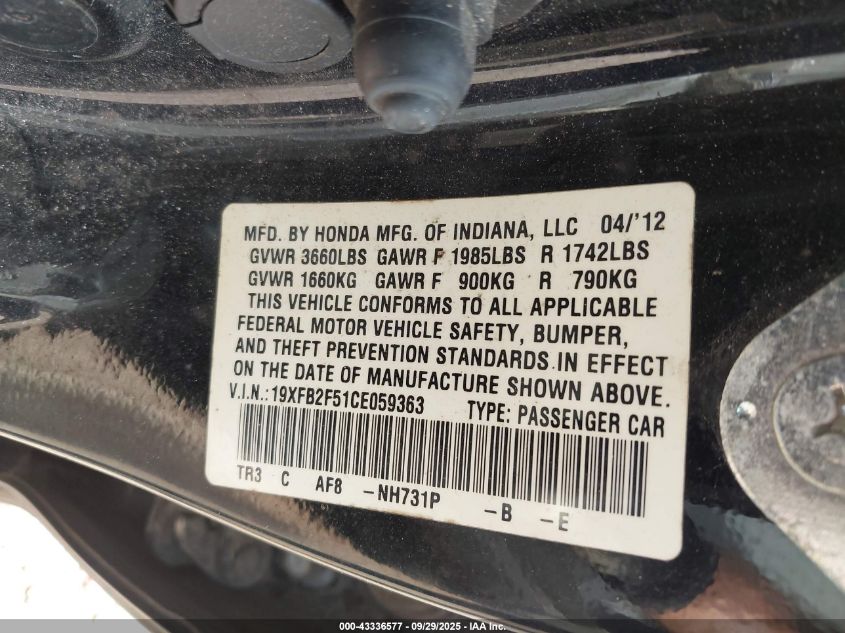 MFD. BY HONDA MFG. OF INDIANA, LLC 04/'12
GVWR 3660LBS GAWR F 1985LBS R 1742LBS
GVWR 1660KG GAWR F 900KG R 790KG
THIS VEHICLE CONFORMS TO ALL APPLICABLE
FEDERAL MOTOR VEHICLE SAFETY, BUMPER,
AND THEFT PREVENTION STANDARDS IN EFFECT
ON THE DATE OF MANUFACTURE SHOWN ABOVE.
V.I.N.:19XFB2F51CE059363 TYPE: PASSENGER CAR
TR3 C AF8 -NH731P -B -E
000-43336577 - 09/29/2025 - IAA Inc.